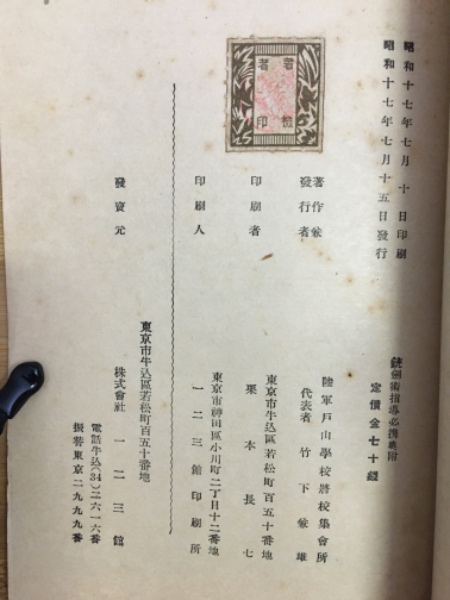 昭和十七年七月十日印刷
昭和十七年七月十五日發行
銃劍術指導必携奥附
定價金七十錢
著者
檢印
著作兼
發行者
陸軍戸山學校將校集會所
代表者 竹下
印刷者
東京市牛込區若松町百五十番地
栗本長七
印刷人
東京市神田區小川町二丁目十二番地
一二三館印刷所
發賣元
東京市牛込區若松町百五十番地
株式會社 一二三館
電話牛込(34)二六一六番
振替東京二九九九番